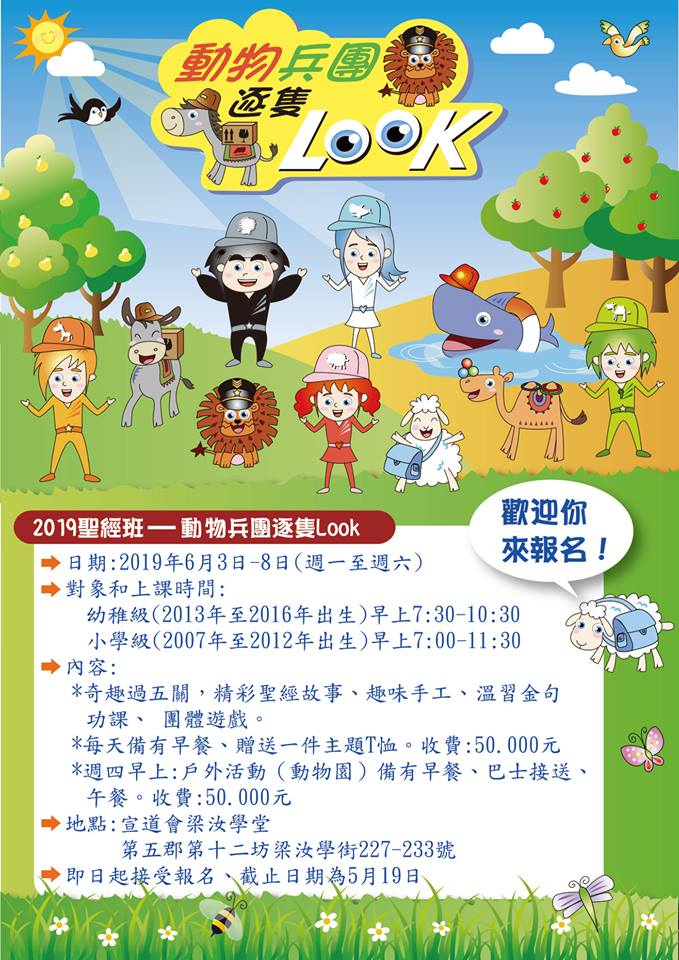 動物兵團
逐隻
LooK
2019聖經班——動物兵團逐隻Look
歡迎你
來報名！
日期:2019年6月3日-8日(週一至週六)
對象和上課時間:
幼稚級(2013年至2016年出生)早上7:30-10:30
小學級(2007年至2012年出生)早上7:00-11:30
內容:
*奇趣過五關，精彩聖經故事、趣味手工、溫習金句
功課、 團體遊戲。
*每天備有早餐、贈送一件主題T恤。收費:50.000元
*週四早上:戶外活動（動物園）備有早餐、巴士接送、
午餐。收費:50.000元
地點:宣道會梁汝學堂
第五郡第十二坊梁汝學街227-233號
即日起接受報名、截止日期為5月19日